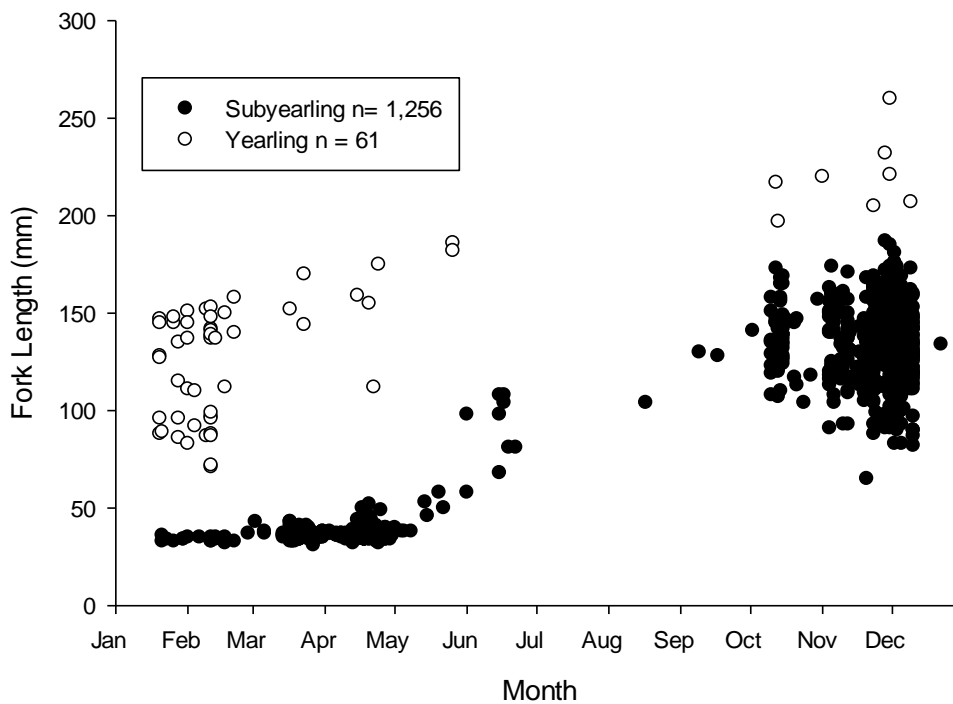 300
250
200
150
100
50
0
Fork Length (mm)
Subyearling n= 1,256
Yearling n = 61
Jan Feb Mar Apr May Jun Jul Aug Sep Oct Nov Dec
Month